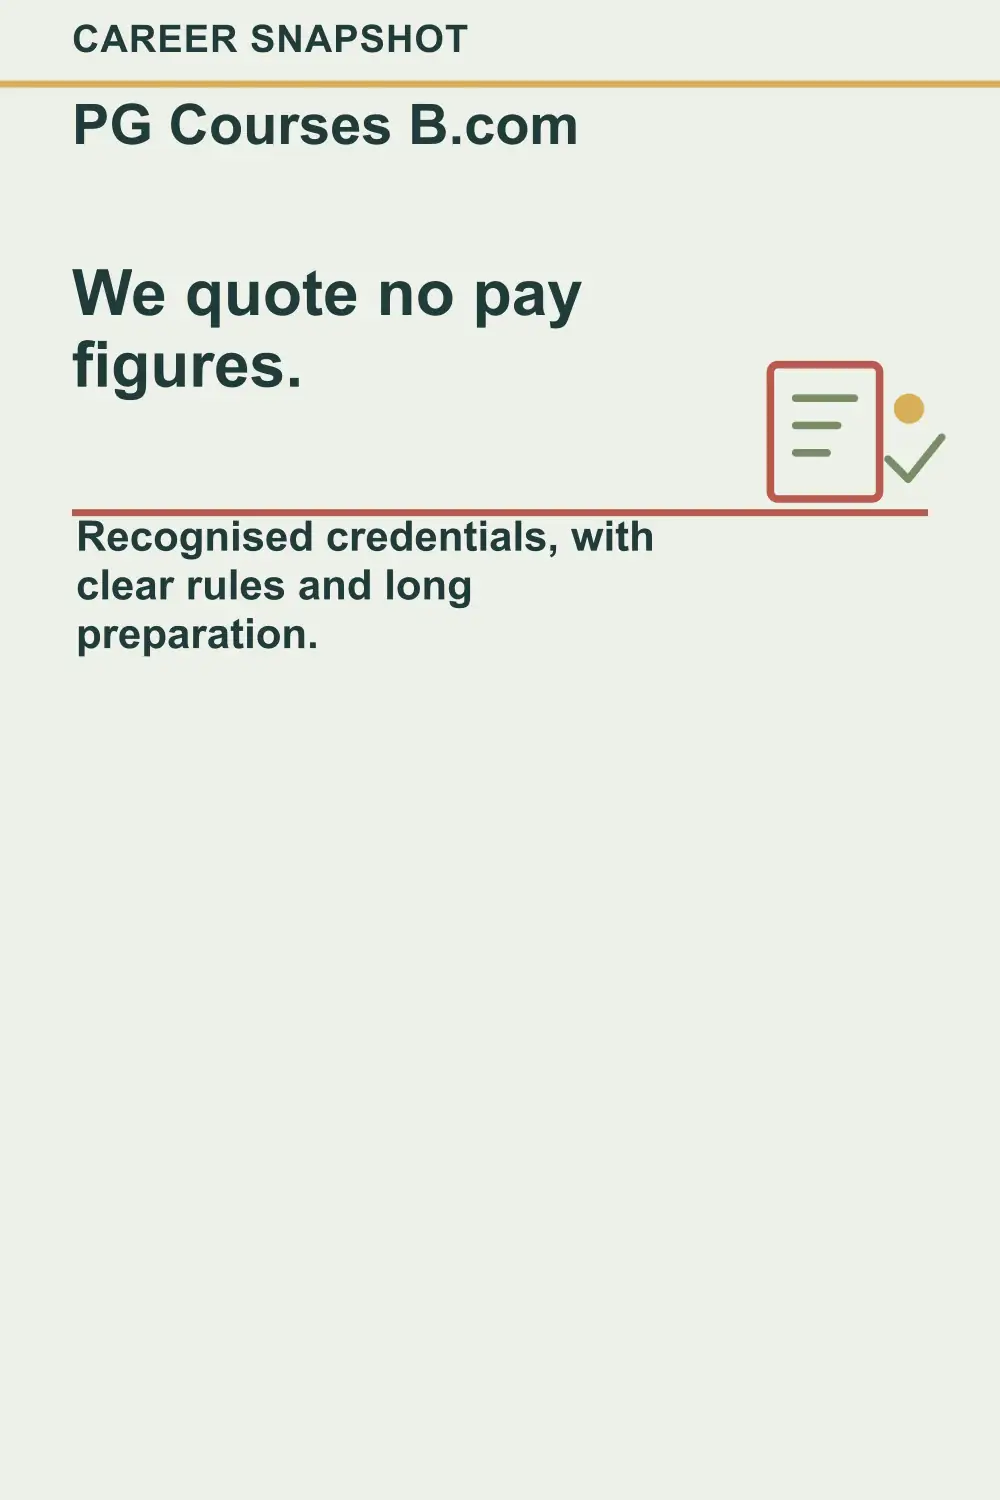 CAREER SNAPSHOT
PG Courses B.com
We quote no pay
figures.
Recognised credentials, with
clear rules and long
preparation.